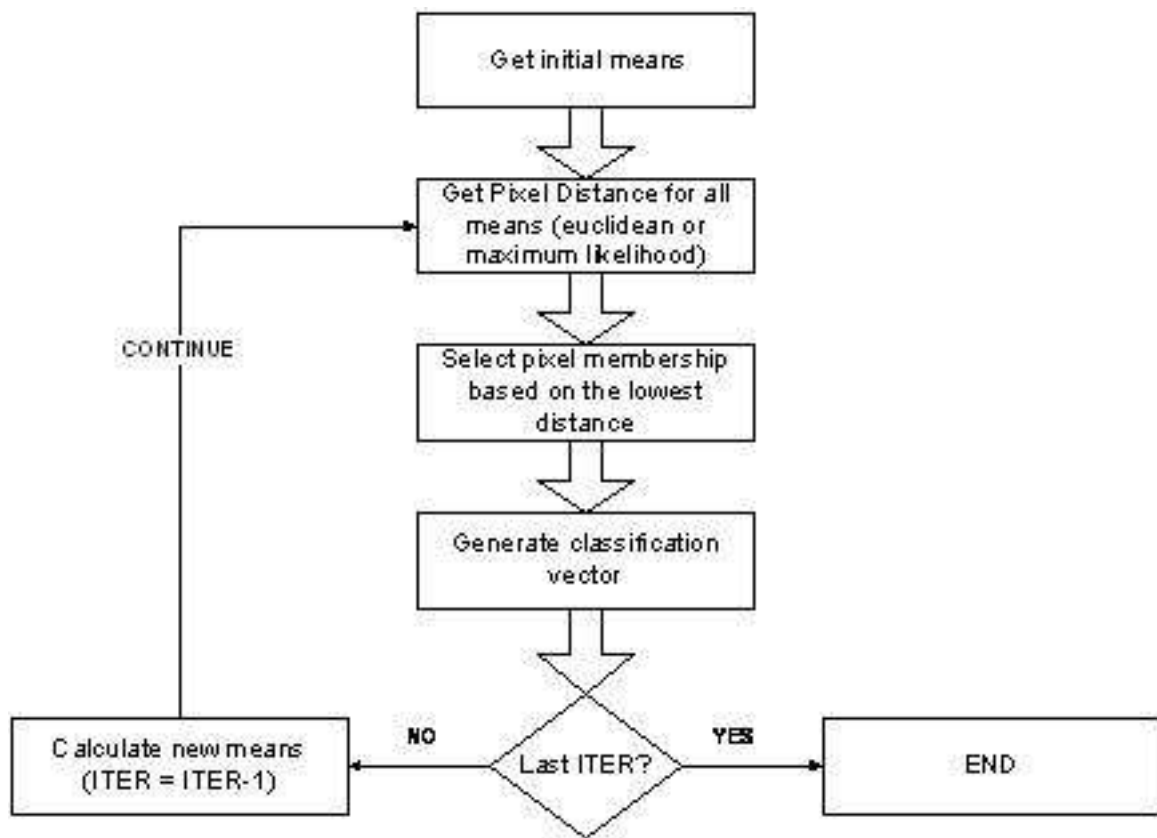 Get initial means
Get Pixel Distance for all
means (euclidean or
maximum likelihood)
CONTINUE
Select pixel membership
based on the lowest
distance
Generate classification
vector
NO
YES
Calculate new means
(ITER = ITER-1)
Last ITER?
END